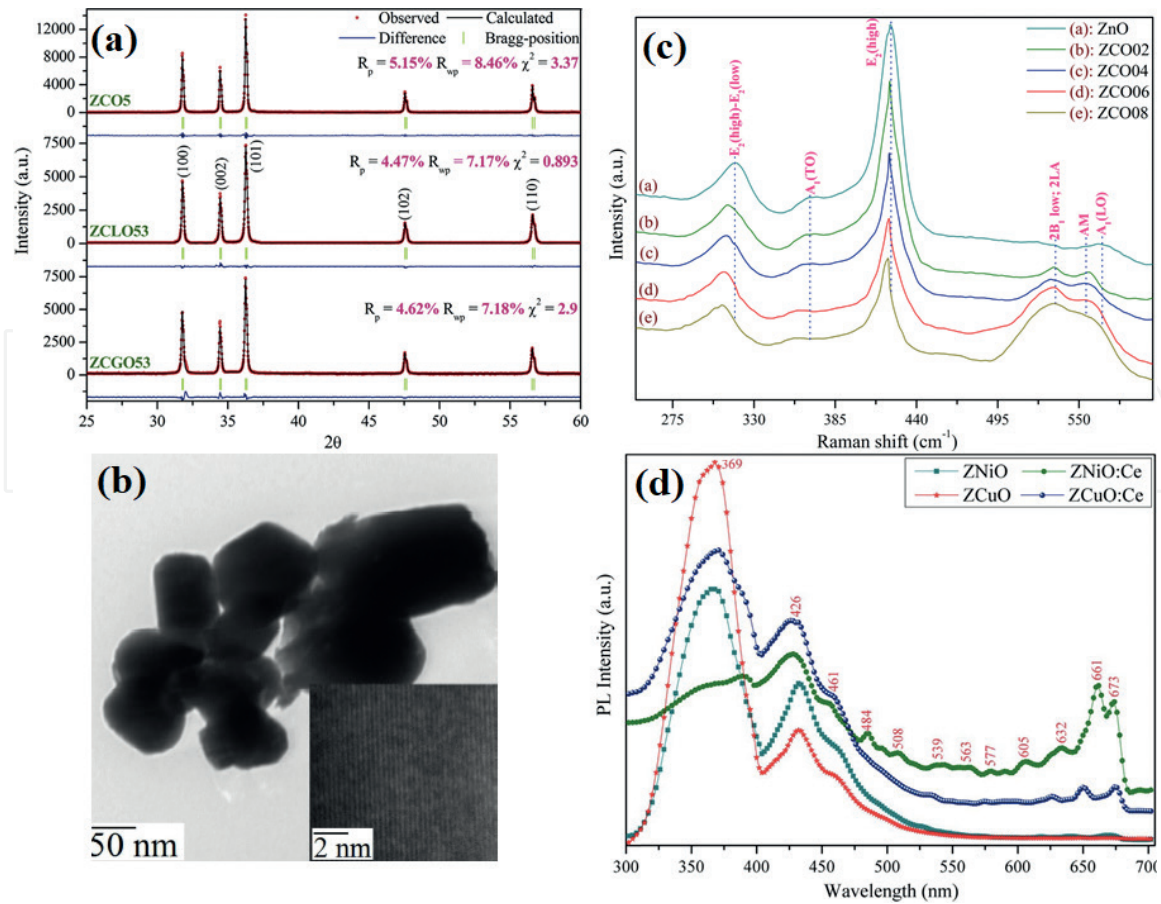 (a)
Observed Calculated
Difference Bragg-position
Rp = 5.15% Rwp = 8.46% χ² = 3.37
ZCO5
12000
8000
4000
0
Rp = 4.47% Rwp = 7.17% χ² = 0.893
(100)
(002)
(101)
(102)
(110)
ZCLO53
7500
5000
2500
0
Rp = 4.62% Rwp = 7.18% χ² = 2.9
ZCGO53
7500
5000
2500
0
Intensity (a.u.)
25 30 35 40 45 50 55 60
2θ
(b)
50 nm
2 nm
(c)
E2(high)-E2(low)
A1(TO)
E2(high)
2B1 low; 2LA
AM
A1(LO)
(a): ZnO
(b): ZCO02
(c): ZCO04
(d): ZCO06
(e): ZCO08
(a)
(b)
(c)
(d)
(e)
Intensity (a.u.)
275 330 385 440 495 550
Raman shift (cm⁻¹)
(d)
ZNiO ZNiO:Ce
ZCuO ZCuO:Ce
369
426
461
484
508
539
563
577
605
632
661
673
PL Intensity (a.u.)
300 350 400 450 500 550 600 650 700
Wavelength (nm)